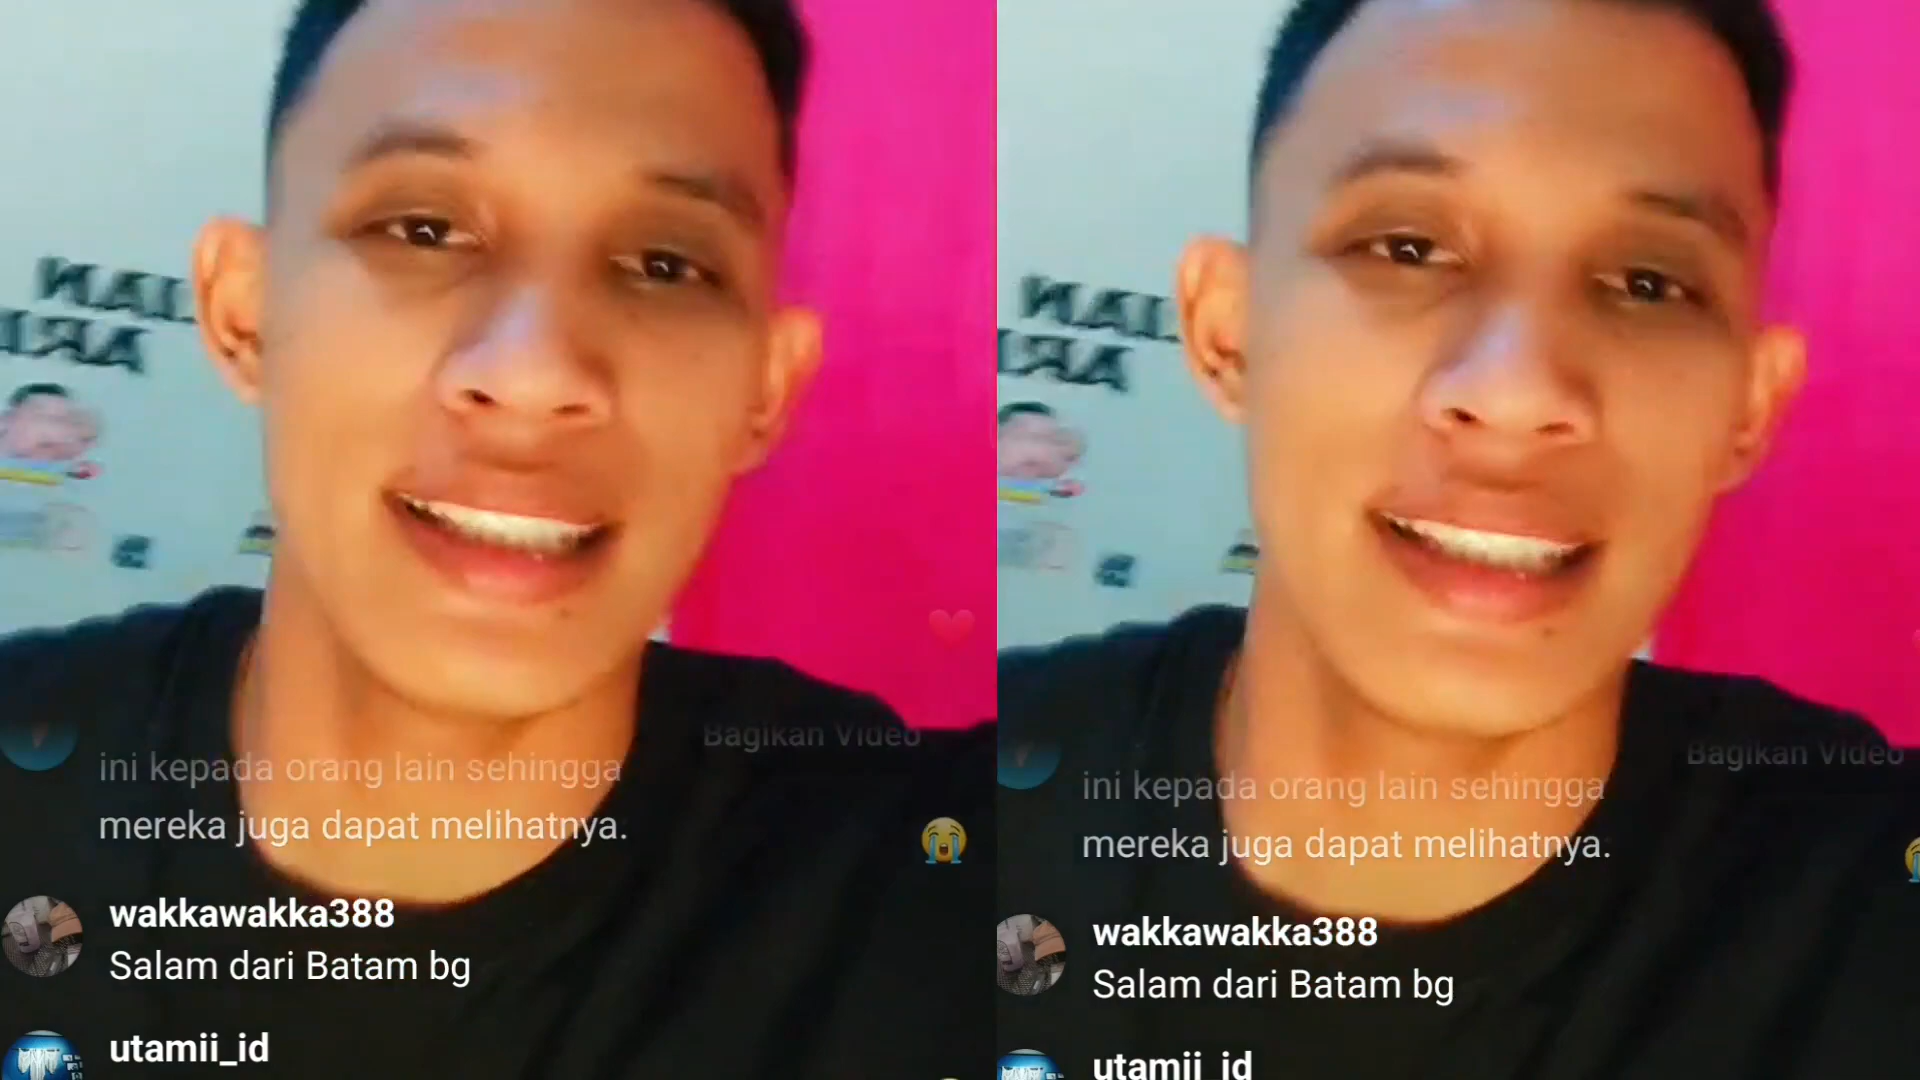 Bagikan Video
ini kepada orang lain sehingga
mereka juga dapat melihatnya.
wakkawakka388
Salam dari Batam bg
utamii_id
Bagikan Video
ini kepada orang lain sehingga
mereka juga dapat melihatnya.
wakkawakka388
Salam dari Batam bg
utamii_id